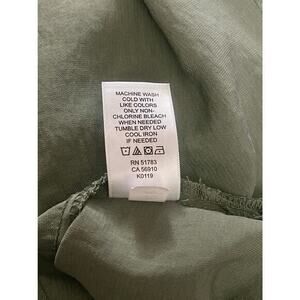 MACHINE WASH
COLD WITH
LIKE COLORS
ONLY NON-
CHLORINE BLEACH
WHEN NEEDED
TUMBLE DRY LOW
COOL IRON
IF NEEDED
RN 51783
CA 56910
K0119